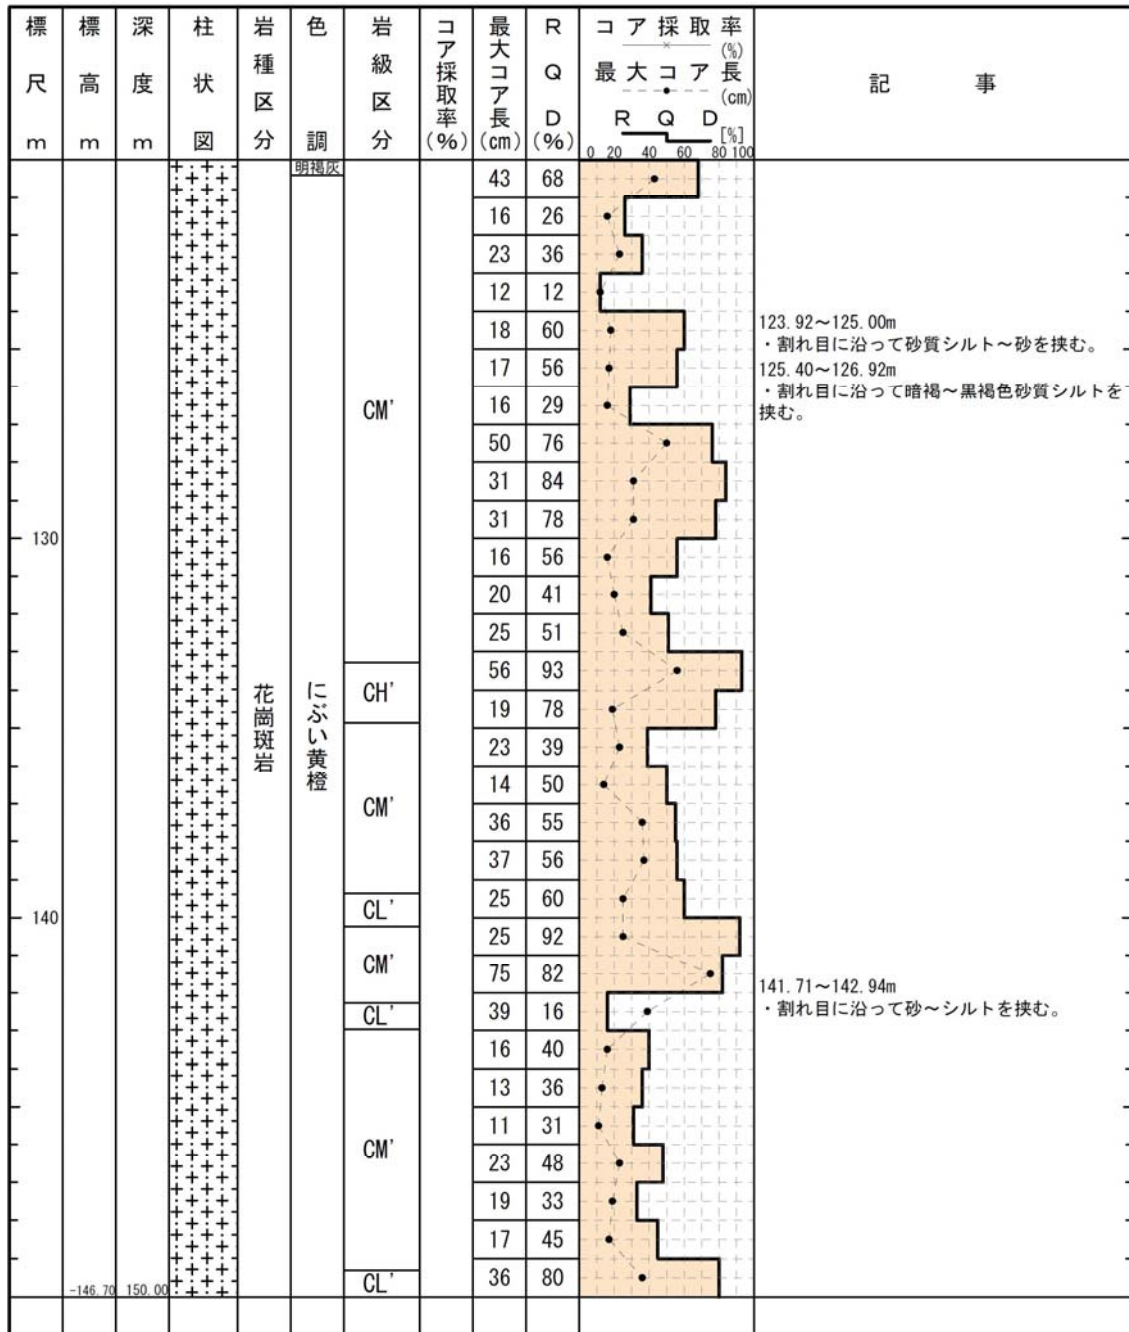 標尺 m
標高 m
深度 m
柱状図
岩種区分
色調
岩級区分
コア採取率(%)
最大コア長(cm)
RQD(%)
コア採取率(%)
最大コア長(cm)
RQD[%]
0 20 40 60 80 100
記事
明褐灰
43 68
16 26
23 36
12 12
18 60
123.92～125.00m
・割れ目に沿って砂質シルト～砂を挟む。
17 56
125.40～126.92m
・割れ目に沿って暗褐～黒褐色砂質シルトを
挟む。
16 29
CM'
50 76
31 84
31 78
130
16 56
20 41
25 51
56 93
CH'
花崗斑岩
にぶい黄橙
19 78
23 39
14 50
36 55
CM'
37 56
25 60
CL'
140
25 92
CM'
75 82
141.71～142.94m
・割れ目に沿って砂～シルトを挟む。
CL'
39 16
16 40
13 36
11 31
CM'
23 48
19 33
17 45
36 80
CL'
-146.70 150.00